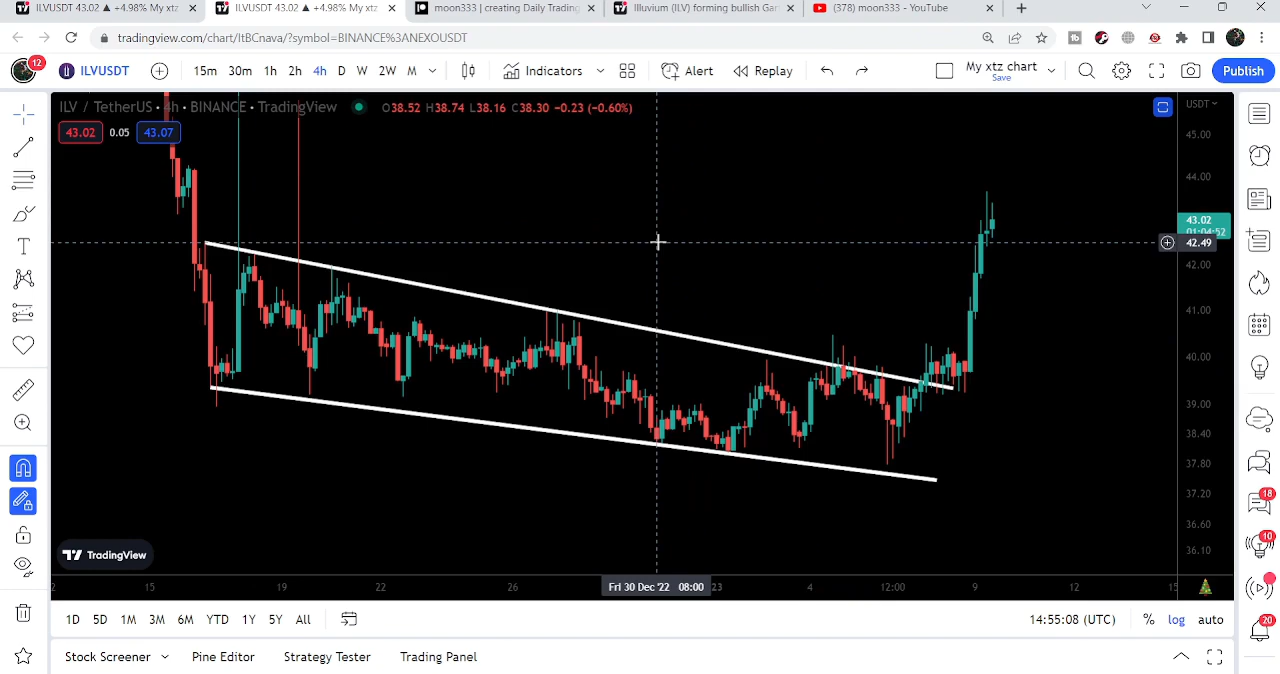 ILVUSDT 43.02 ▲ +4.98% My xtz
ILVUSDT 43.02 ▲ +4.98% My xtz
moon333 | creating Daily Trading
Illuvium (ILV) forming bullish Gar
(378) moon333 - YouTube
tradingview.com/chart/ItBCnava/?symbol=BINANCE%3ANEXOUSDT
12
ILVUSDT
15m 30m 1h 2h 4h D W 2W M
Indicators
Alert
Replay
My xtz chart
Save
Publish
ILV / TetherUS • 4h • BINANCE • TradingView
O38.52 H38.74 L38.16 C38.30 -0.23 (-0.60%)
USDT
43.02 0.05 43.07
45.00
44.00
43.02
01:04:52
42.49
42.00
41.00
40.00
39.00
38.40
37.80
37.20
36.60
36.10
18
10
20
TradingView
15 19 22 26 Fri 30 Dec '22 08:00 23 4 12:00 9 12 15
1D 5D 1M 3M 6M YTD 1Y 5Y All
14:55:08 (UTC) % log auto
Stock Screener Pine Editor Strategy Tester Trading Panel